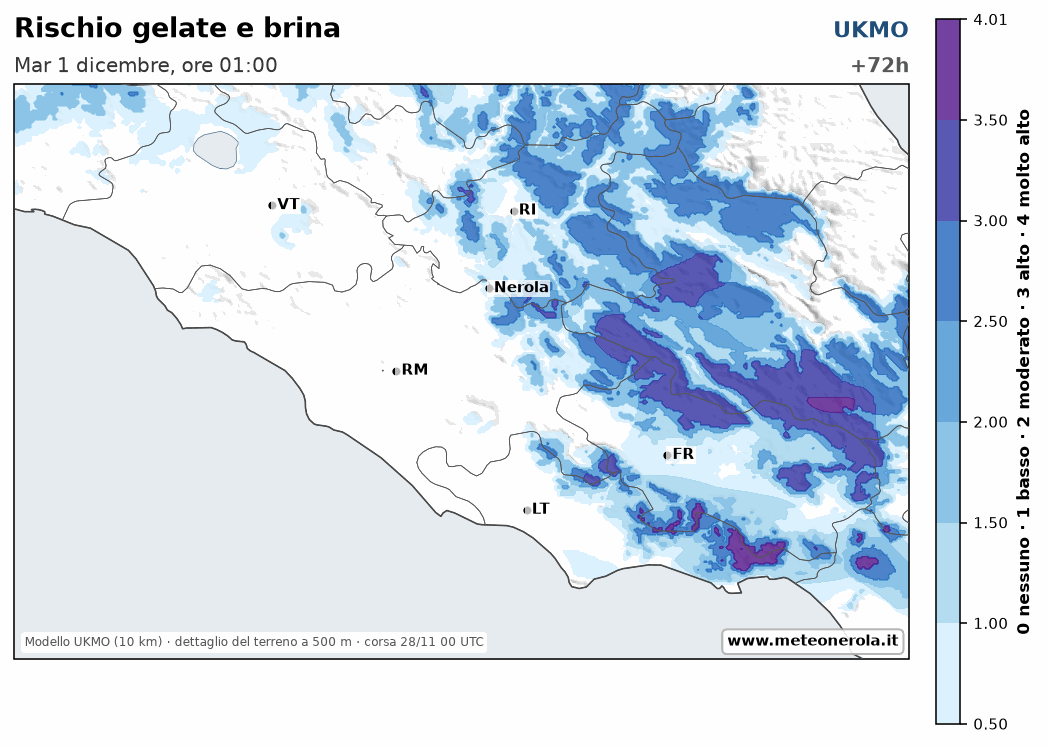 Rischio gelate e brina
UKMO
Mar 1 dicembre, ore 01:00
+72h
4.01
3.50
3.00
2.50
2.00
1.50
1.00
0.50
0 nessuno · 1 basso · 2 moderato · 3 alto · 4 molto alto
VT
RI
Nerola
RM
FR
LT
Modello UKMO (10 km) · dettaglio del terreno a 500 m · corsa 28/11 00 UTC
www.meteonerola.it